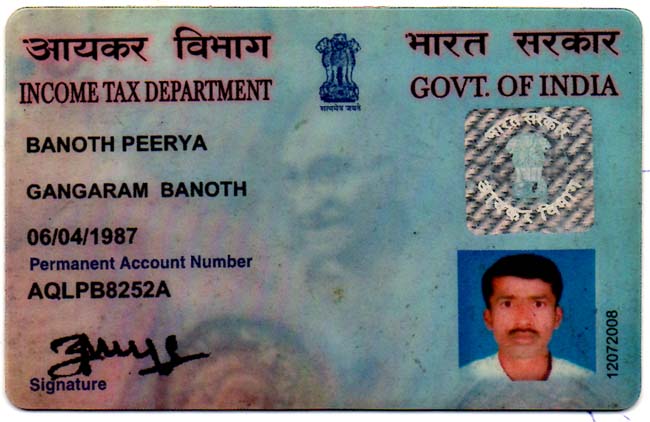 आयकर विभाग
INCOME TAX DEPARTMENT
भारत सरकार
GOVT. OF INDIA
सत्यमेव जयते
BANOTH PEERYA
GANGARAM BANOTH
06/04/1987
Permanent Account Number
AQLPB8252A
Signature
भारत सरकार
आयकर विभाग
12072008